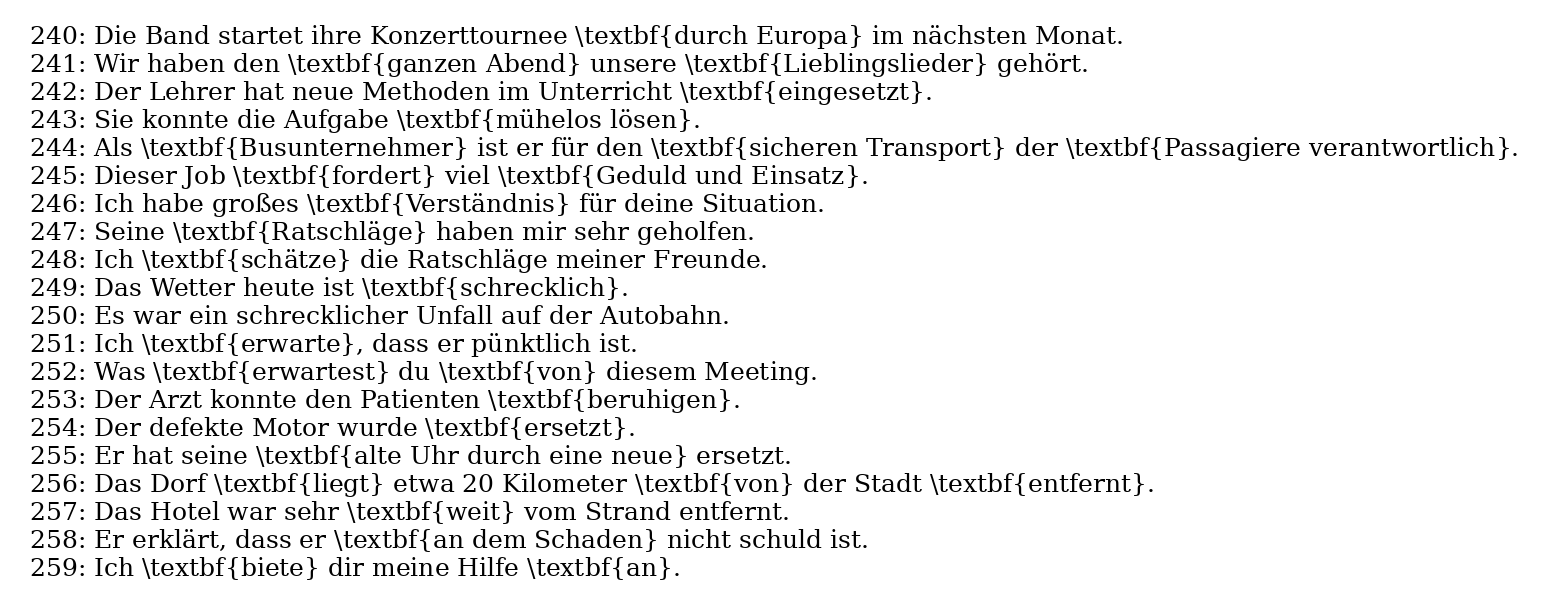 240: Die Band startet ihre Konzerttournee \textbf{durch Europa} im nächsten Monat.
241: Wir haben den \textbf{ganzen Abend} unsere \textbf{Lieblingslieder} gehört.
242: Der Lehrer hat neue Methoden im Unterricht \textbf{eingesetzt}.
243: Sie konnte die Aufgabe \textbf{mühelos lösen}.
244: Als \textbf{Busunternehmer} ist er für den \textbf{sicheren Transport} der \textbf{Passagiere verantwortlich}.
245: Dieser Job \textbf{fordert} viel \textbf{Geduld und Einsatz}.
246: Ich habe großes \textbf{Verständnis} für deine Situation.
247: Seine \textbf{Ratschläge} haben mir sehr geholfen.
248: Ich \textbf{schätze} die Ratschläge meiner Freunde.
249: Das Wetter heute ist \textbf{schrecklich}.
250: Es war ein schrecklicher Unfall auf der Autobahn.
251: Ich \textbf{erwarte}, dass er pünktlich ist.
252: Was \textbf{erwartest} du \textbf{von} diesem Meeting.
253: Der Arzt konnte den Patienten \textbf{beruhigen}.
254: Der defekte Motor wurde \textbf{ersetzt}.
255: Er hat seine \textbf{alte Uhr durch eine neue} ersetzt.
256: Das Dorf \textbf{liegt} etwa 20 Kilometer \textbf{von} der Stadt \textbf{entfernt}.
257: Das Hotel war sehr \textbf{weit} vom Strand entfernt.
258: Er erklärt, dass er \textbf{an dem Schaden} nicht schuld ist.
259: Ich \textbf{biete} dir meine Hilfe \textbf{an}.